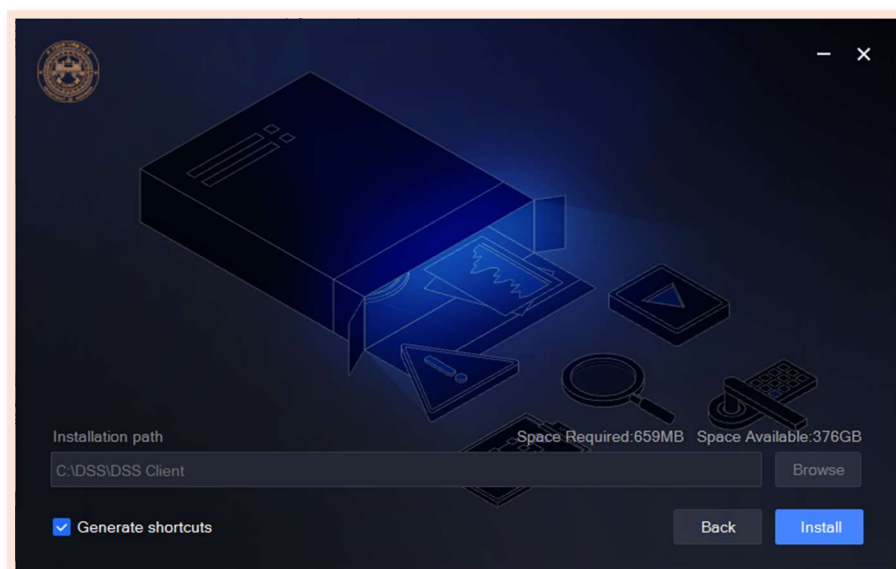 Installation path
Space Required:659MB Space Available:376GB
C:\DSS\DSS Client
Browse
Generate shortcuts
Back
Install